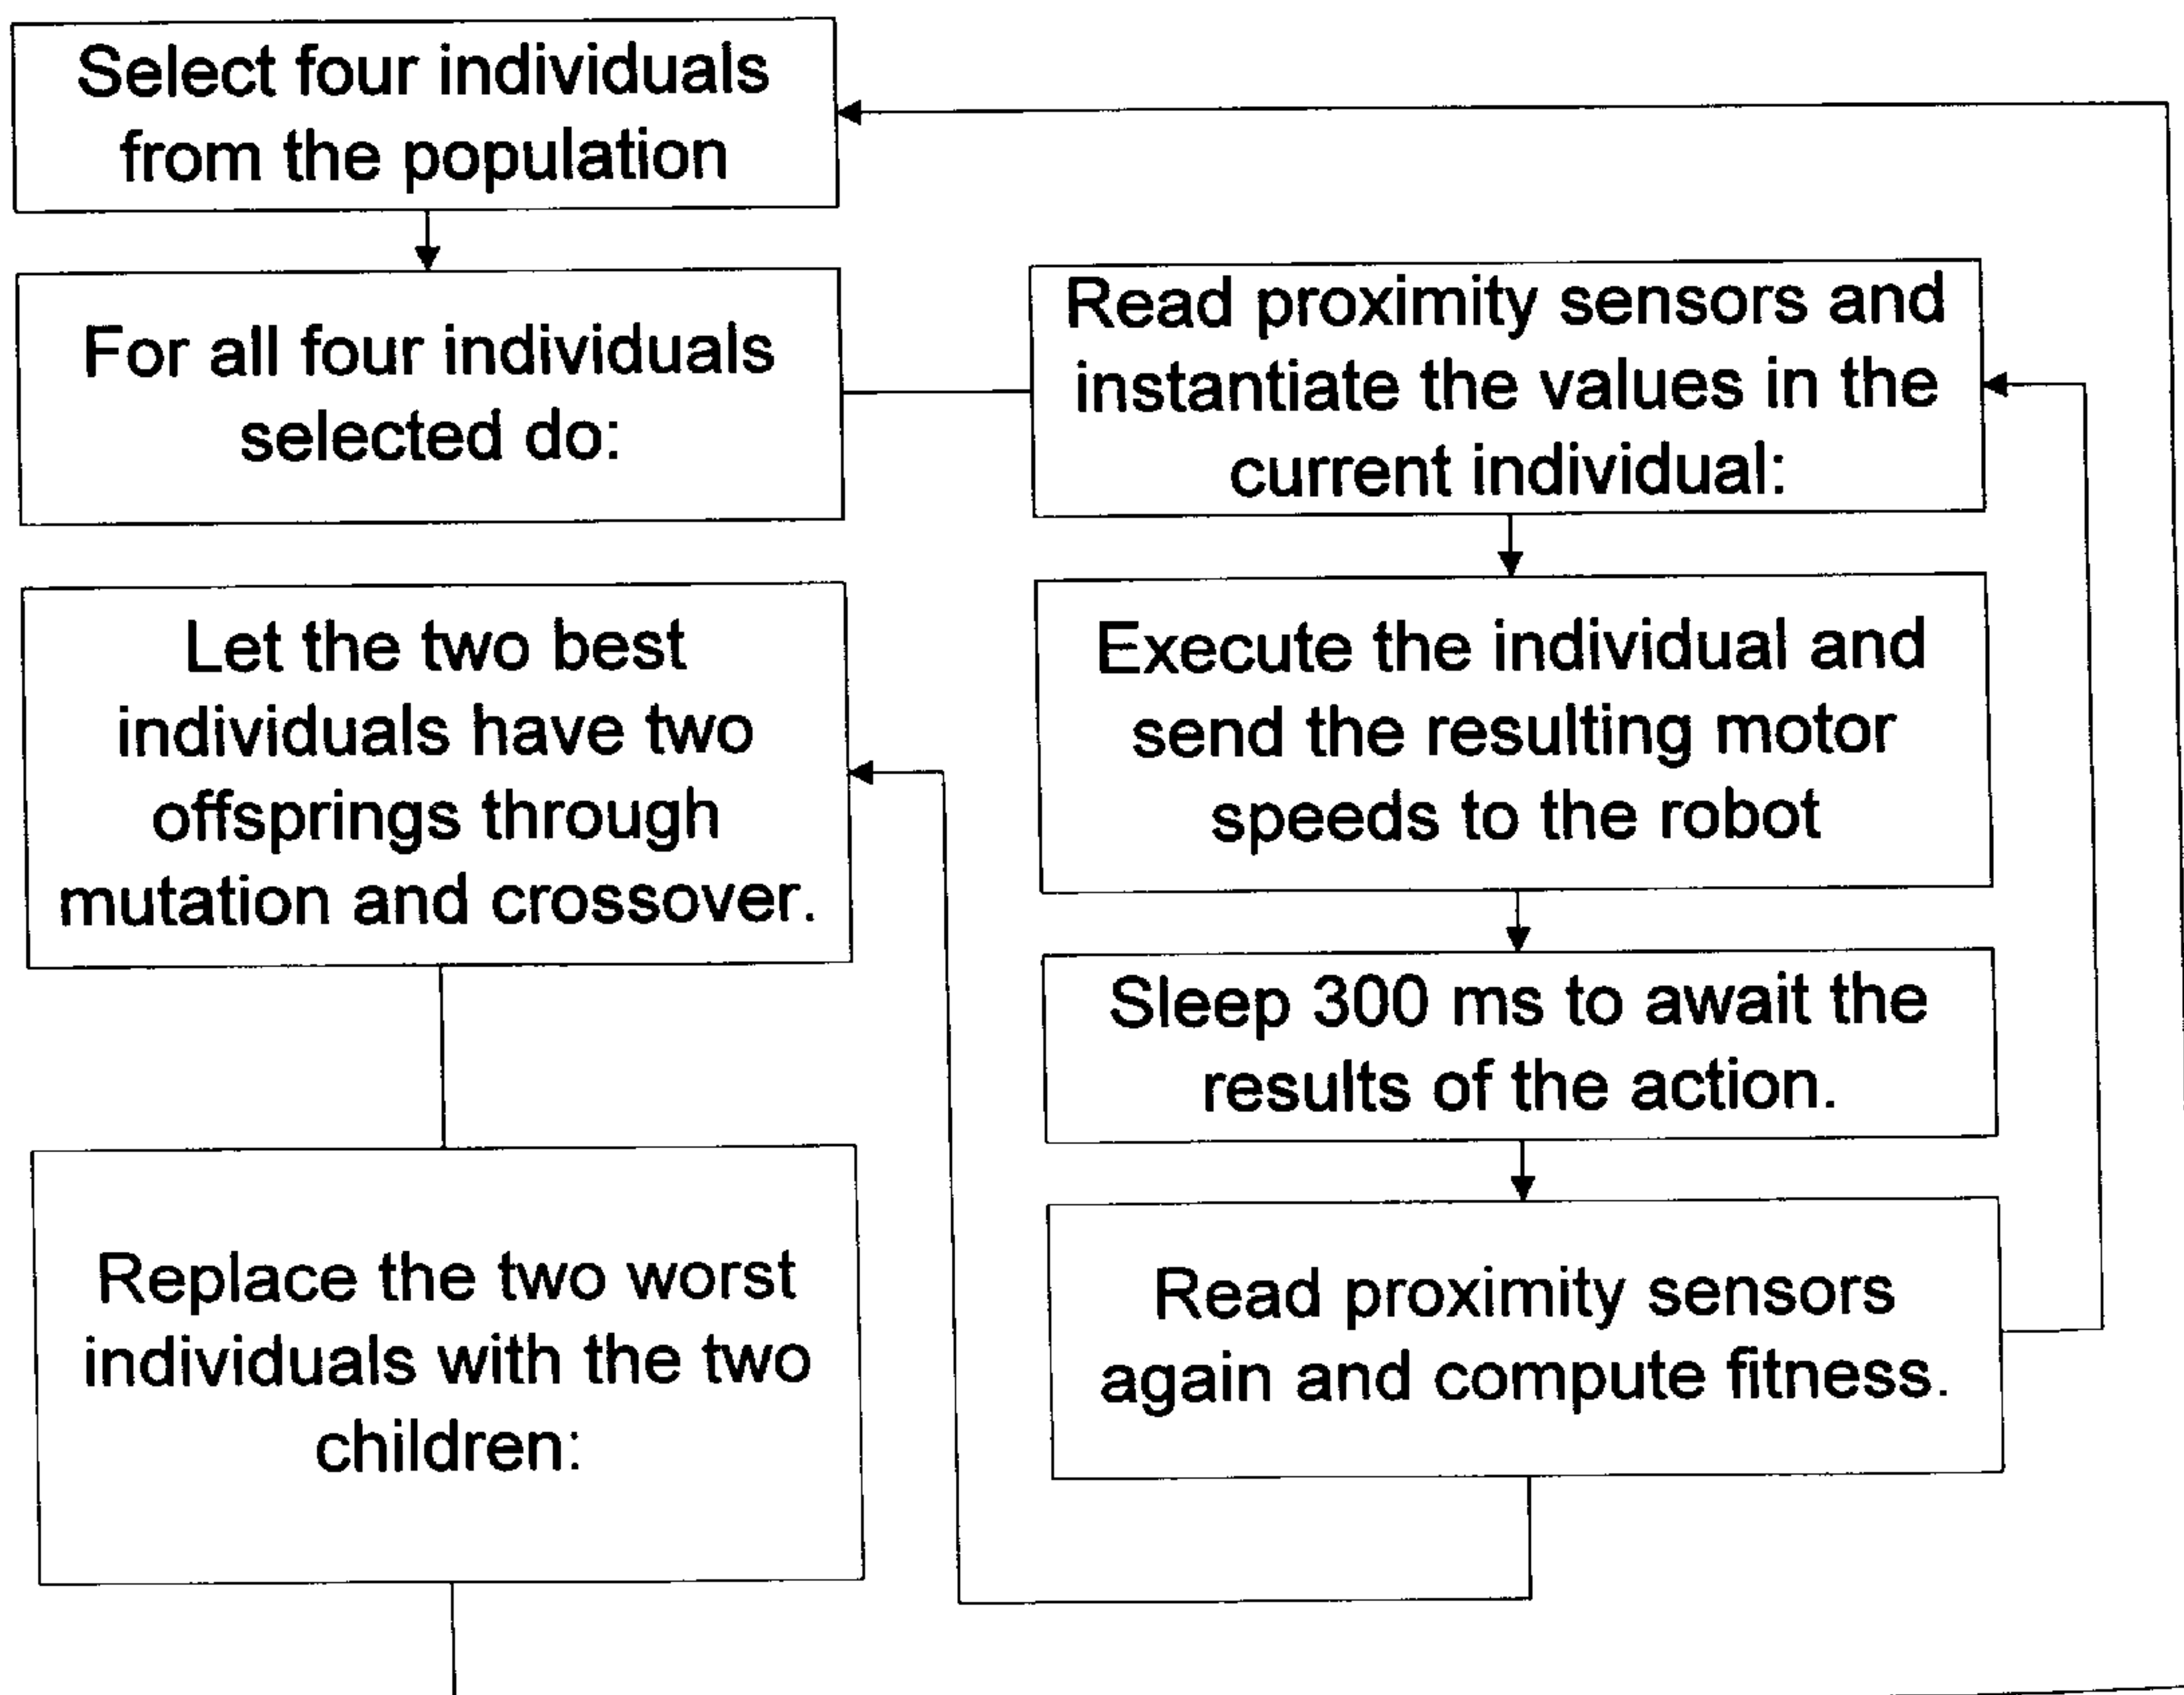 Select four individuals
from the population
For all four individuals
selected do:
Read proximity sensors and
instantiate the values in the
current individual:
Execute the individual and
send the resulting motor
speeds to the robot
Sleep 300 ms to await the
results of the action.
Read proximity sensors
again and compute fitness.
Let the two best
individuals have two
offsprings through
mutation and crossover.
Replace the two worst
individuals with the two
children: